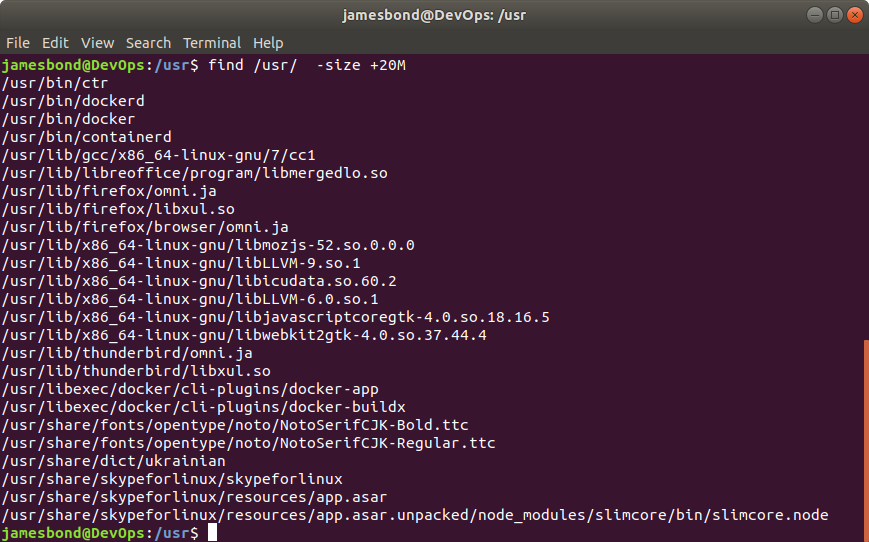 jamesbond@DevOps: /usr
File Edit View Search Terminal Help
jamesbond@DevOps:/usr$ find /usr/  -size +20M
/usr/bin/ctr
/usr/bin/dockerd
/usr/bin/docker
/usr/bin/containerd
/usr/lib/gcc/x86_64-linux-gnu/7/cc1
/usr/lib/libreoffice/program/libmergedlo.so
/usr/lib/firefox/omni.ja
/usr/lib/firefox/libxul.so
/usr/lib/firefox/browser/omni.ja
/usr/lib/x86_64-linux-gnu/libmozjs-52.so.0.0.0
/usr/lib/x86_64-linux-gnu/libLLVM-9.so.1
/usr/lib/x86_64-linux-gnu/libicudata.so.60.2
/usr/lib/x86_64-linux-gnu/libLLVM-6.0.so.1
/usr/lib/x86_64-linux-gnu/libjavascriptcoregtk-4.0.so.18.16.5
/usr/lib/x86_64-linux-gnu/libwebkit2gtk-4.0.so.37.44.4
/usr/lib/thunderbird/omni.ja
/usr/lib/thunderbird/libxul.so
/usr/libexec/docker/cli-plugins/docker-app
/usr/libexec/docker/cli-plugins/docker-buildx
/usr/share/fonts/opentype/noto/NotoSerifCJK-Bold.ttc
/usr/share/fonts/opentype/noto/NotoSerifCJK-Regular.ttc
/usr/share/dict/ukrainian
/usr/share/skypeforlinux/skypeforlinux
/usr/share/skypeforlinux/resources/app.asar
/usr/share/skypeforlinux/resources/app.asar.unpacked/node_modules/slimcore/bin/slimcore.node
jamesbond@DevOps:/usr$